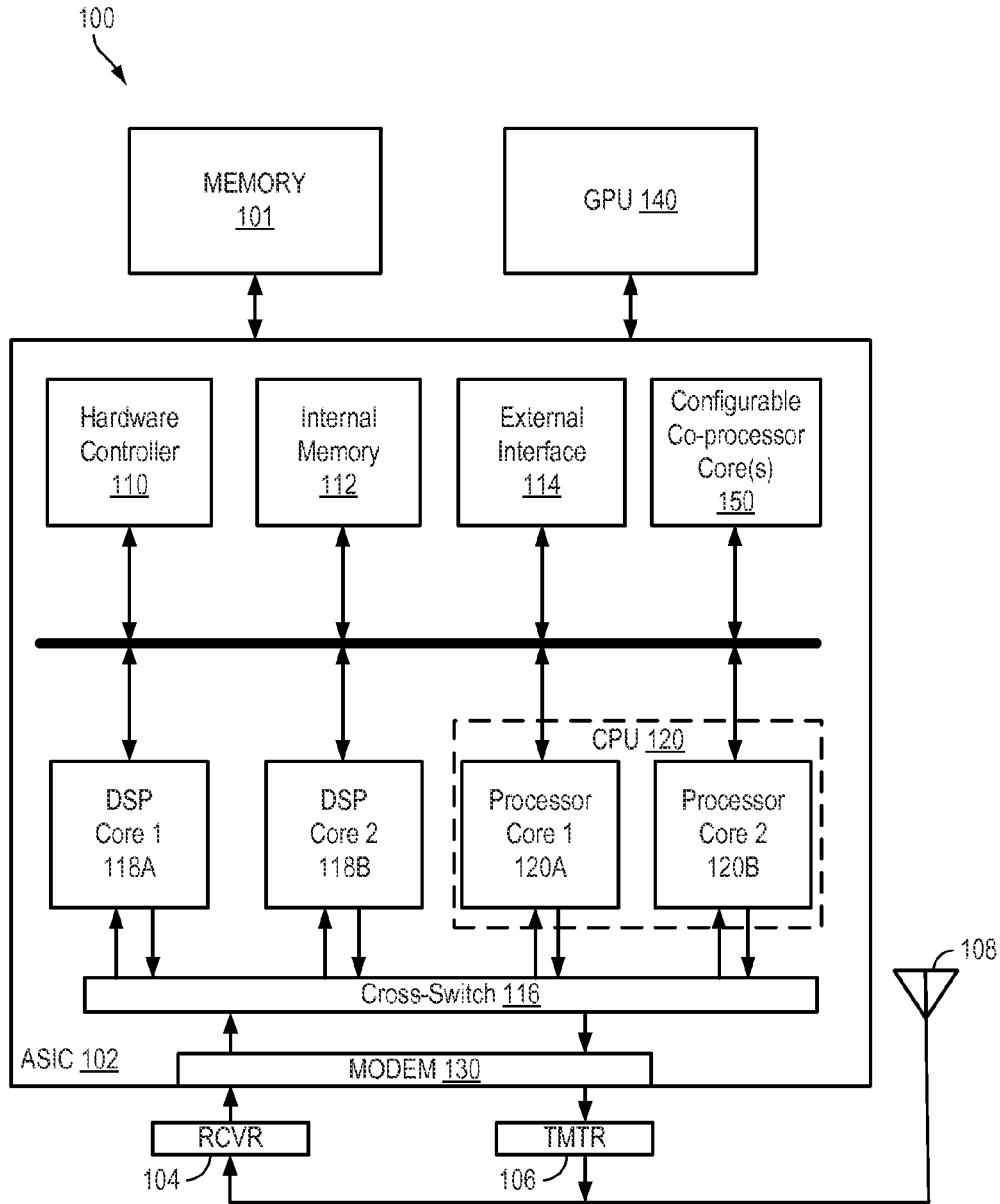 100
MEMORY
101
GPU 140
Hardware
Controller
110
Internal
Memory
112
External
Interface
114
Configurable
Co-processor
Core(s)
150
CPU 120
DSP
Core 1
118A
DSP
Core 2
118B
Processor
Core 1
120A
Processor
Core 2
120B
Cross-Switch 116
108
ASIC 102
MODEM 130
RCVR
104
TMTR
106